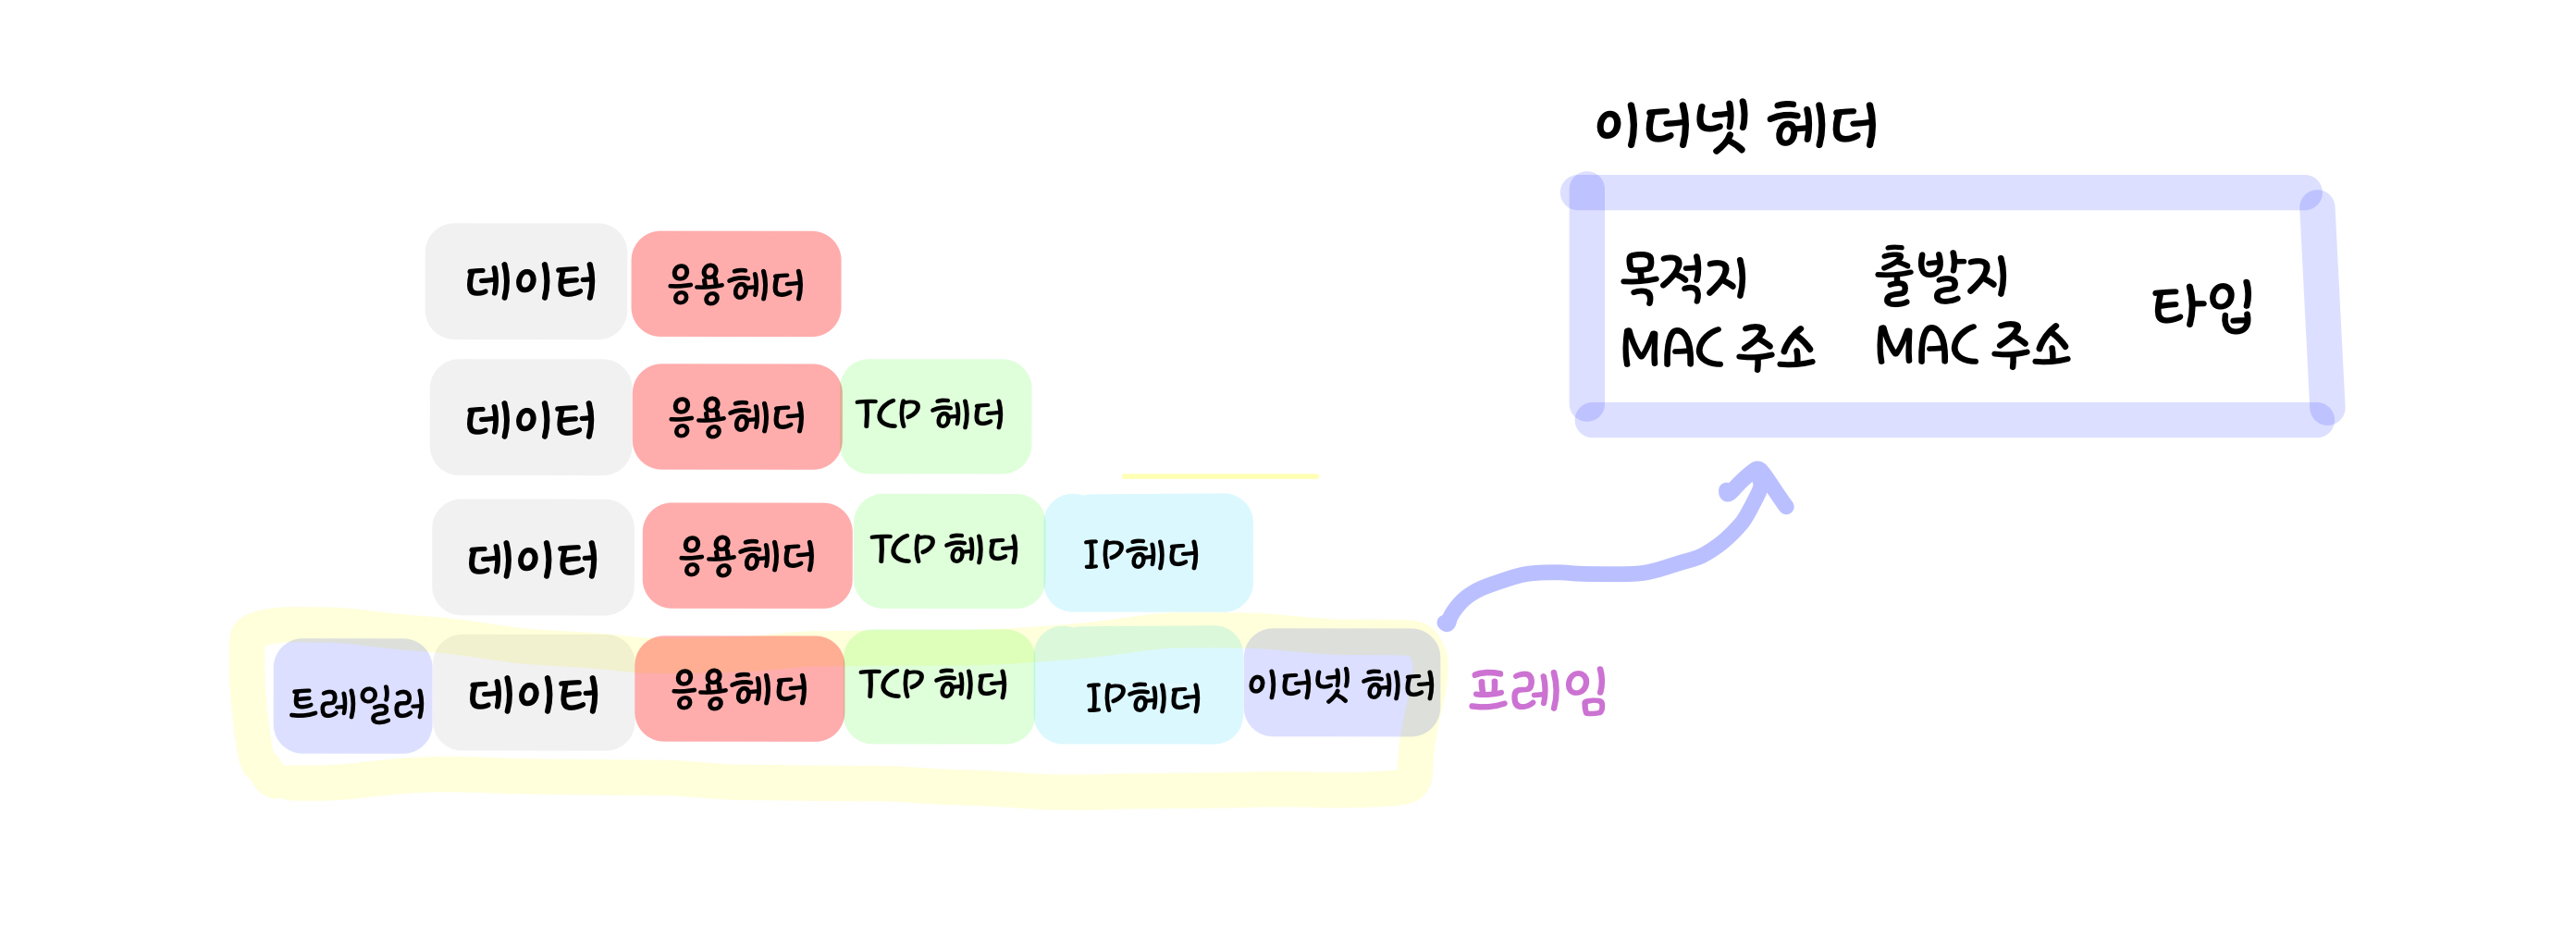 이더넷 헤더
목적지 출발지 타입
MAC 주소 MAC 주소
데이터 응용헤더
데이터 응용헤더 TCP 헤더
데이터 응용헤더 TCP 헤더 IP헤더
트레일러 데이터 응용헤더 TCP 헤더 IP헤더 이더넷 헤더 프레임